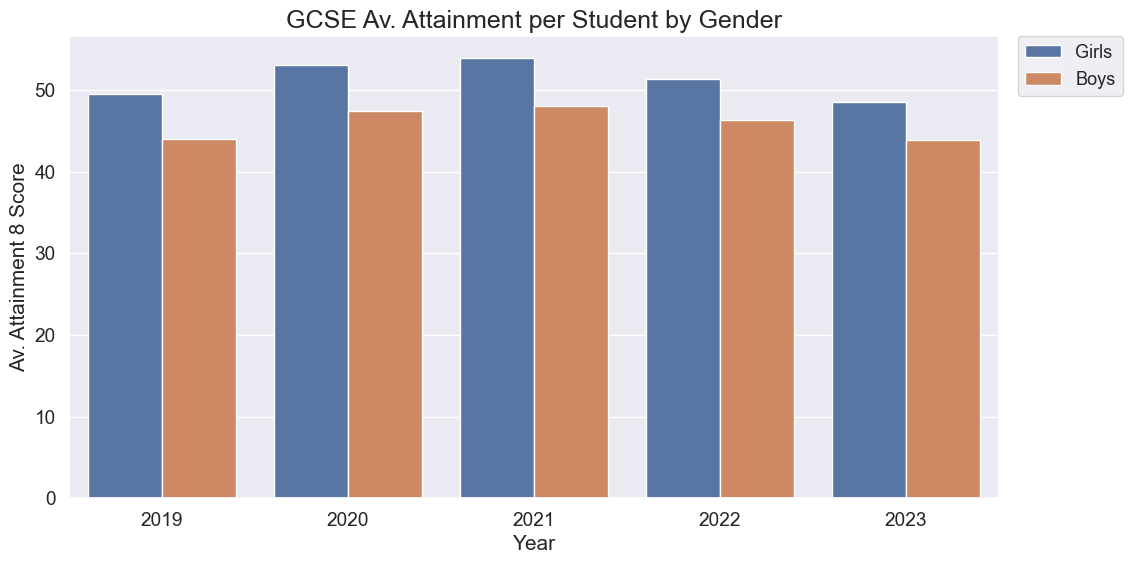 GCSE Av. Attainment per Student by Gender
Girls
Boys
Av. Attainment 8 Score
50
40
30
20
10
0
2019 2020 2021 2022 2023
Year